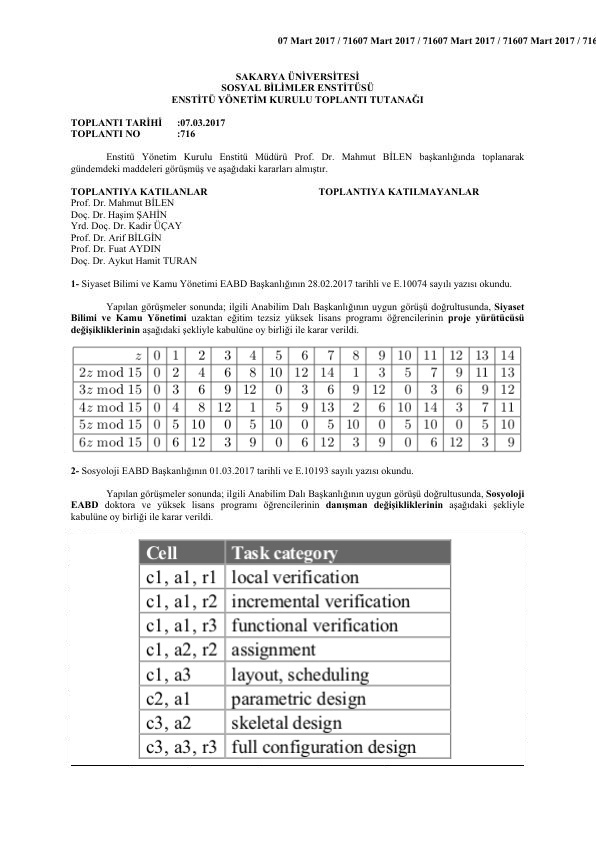 07 Mart 2017 / 71607 Mart 2017 / 71607 Mart 2017 / 71607 Mart 2017 / 716
SAKARYA ÜNİVERSİTESİ
SOSYAL BİLİMLER ENSTİTÜSÜ
ENSTİTÜ YÖNETİM KURULU TOPLANTI TUTANAĞI
TOPLANTI TARİHİ :07.03.2017
TOPLANTI NO :716
Enstitü Yönetim Kurulu Enstitü Müdürü Prof. Dr. Mahmut BİLEN başkanlığında toplanarak
gündemdeki maddeleri görüşmüş ve aşağıdaki kararları almıştır.
TOPLANTIYA KATILANLAR TOPLANTIYA KATILMAYANLAR
Prof. Dr. Mahmut BİLEN
Doç. Dr. Haşim ŞAHİN
Yrd. Doç. Dr. Kadir ÜÇAY
Prof. Dr. Arif BİLGİN
Prof. Dr. Fuat AYDIN
Doç. Dr. Aykut Hamit TURAN
1- Siyaset Bilimi ve Kamu Yönetimi EABD Başkanlığının 28.02.2017 tarihli ve E.10074 sayılı yazısı okundu.
Yapılan görüşmeler sonunda; ilgili Anabilim Dalı Başkanlığının uygun görüşü doğrultusunda, Siyaset
Bilimi ve Kamu Yönetimi uzaktan eğitim tezsiz yüksek lisans programı öğrencilerinin proje yürütücüsü
değişikliklerinin aşağıdaki şekliyle kabulüne oy birliği ile karar verildi.
z 0 1 2 3 4 5 6 7 8 9 10 11 12 13 14
2z mod 15 0 2 4 6 8 10 12 14 1 3 5 7 9 11 13
3z mod 15 0 3 6 9 12 0 3 6 9 12 0 3 6 9 12
4z mod 15 0 4 8 12 1 5 9 13 2 6 10 14 3 7 11
5z mod 15 0 5 10 0 5 10 0 5 10 0 5 10 0 5 10
6z mod 15 0 6 12 3 9 0 6 12 3 9 0 6 12 3 9
2- Sosyoloji EABD Başkanlığının 01.03.2017 tarihli ve E.10193 sayılı yazısı okundu.
Yapılan görüşmeler sonunda; ilgili Anabilim Dalı Başkanlığının uygun görüşü doğrultusunda, Sosyoloji
EABD doktora ve yüksek lisans programı öğrencilerinin danışman değişikliklerinin aşağıdaki şekliyle
kabulüne oy birliği ile karar verildi.
Cell Task category
c1, a1, r1 local verification
c1, a1, r2 incremental verification
c1, a1, r3 functional verification
c1, a2, r2 assignment
c1, a3 layout, scheduling
c2, a1 parametric design
c3, a2 skeletal design
c3, a3, r3 full configuration design